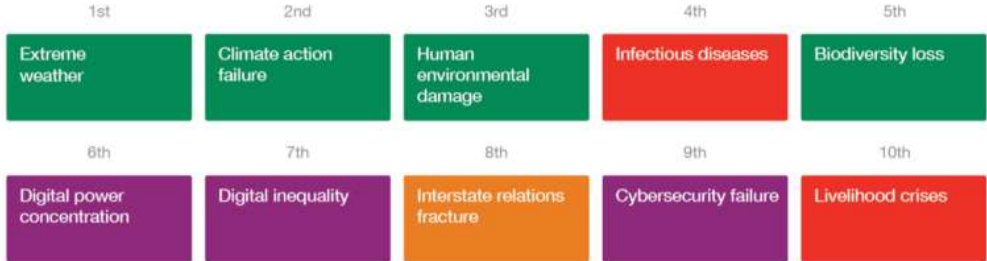 1st 2nd 3rd 4th 5th
Extreme
weather
Climate action
failure
Human
environmental
damage
Infectious diseases
Biodiversity loss
6th 7th 8th 9th 10th
Digital power
concentration
Digital inequality
Interstate relations
fracture
Cybersecurity failure
Livelihood crises